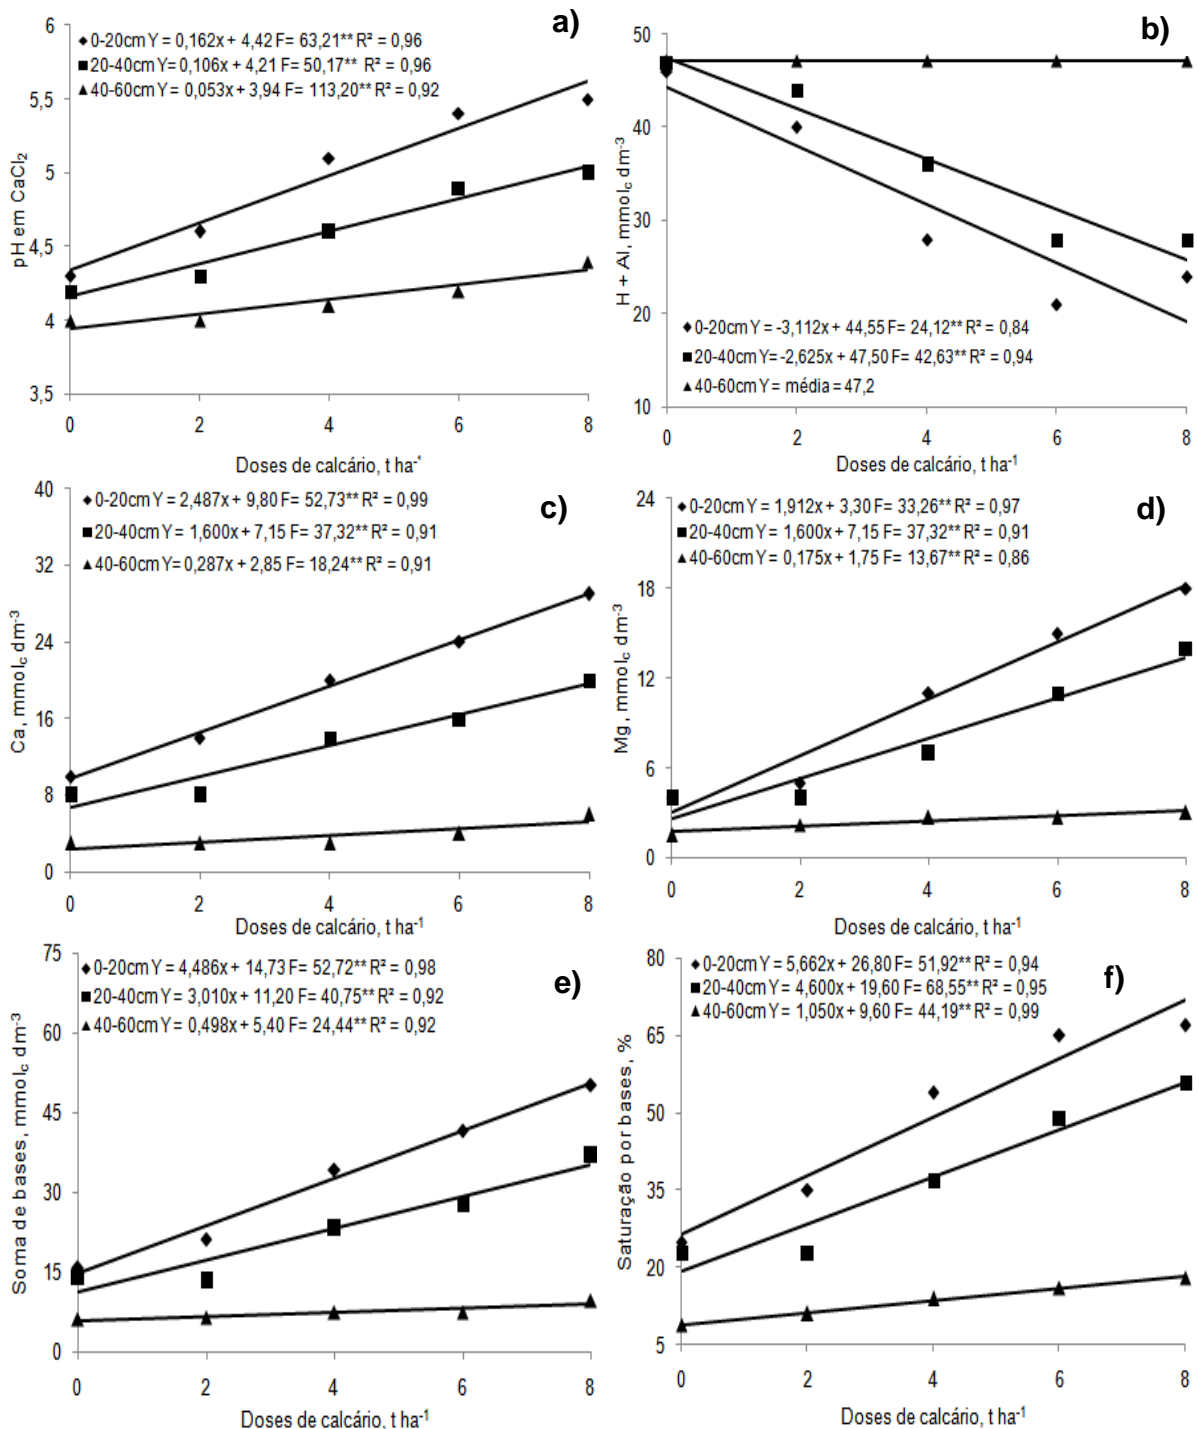 a)
0-20cm Y = 0,162x + 4,42 F= 63,21** R² = 0,96
20-40cm Y = 0,106x + 4,21 F= 50,17** R² = 0,96
40-60cm Y = 0,053x + 3,94 F= 113,20** R² = 0,92
pH em CaCl₂
6
5,5
5
4,5
4
3,5
0 2 4 6 8
Doses de calcário, t ha⁻*
b)
H + Al, mmol꜀ dm⁻³
50
40
30
20
10
0-20cm Y = -3,112x + 44,55 F= 24,12** R² = 0,84
20-40cm Y= -2,625x + 47,50 F= 42,63** R² = 0,94
40-60cm Y = média = 47,2
0 2 4 6 8
Doses de calcário, t ha⁻¹
c)
0-20cm Y = 2,487x + 9,80 F= 52,73** R² = 0,99
20-40cm Y = 1,600x + 7,15 F= 37,32** R² = 0,91
40-60cm Y= 0,287x + 2,85 F= 18,24** R² = 0,91
Ca, mmol꜀ dm⁻³
40
32
24
16
8
0
0 2 4 6 8
Doses de calcário, t ha⁻¹
d)
0-20cm Y = 1,912x + 3,30 F= 33,26** R² = 0,97
20-40cm Y = 1,600x + 7,15 F= 37,32** R² = 0,91
40-60cm Y = 0,175x + 1,75 F= 13,67** R² = 0,86
Mg, mmol꜀ dm⁻³
24
18
12
6
0
0 2 4 6 8
Doses de calcário, t ha⁻¹
e)
0-20cm Y = 4,486x + 14,73 F= 52,72** R² = 0,98
20-40cm Y = 3,010x + 11,20 F= 40,75** R² = 0,92
40-60cm Y = 0,498x + 5,40 F= 24,44** R² = 0,92
Soma de bases, mmol꜀ dm⁻³
75
60
45
30
15
0
0 2 4 6 8
Doses de calcário, t ha⁻¹
f)
0-20cm Y = 5,662x + 26,80 F= 51,92** R² = 0,94
20-40cm Y = 4,600x + 19,60 F= 68,55** R² = 0,95
40-60cm Y = 1,050x + 9,60 F= 44,19** R² = 0,99
Saturação por bases, %
80
65
50
35
20
5
0 2 4 6 8
Doses de calcário, t ha⁻¹